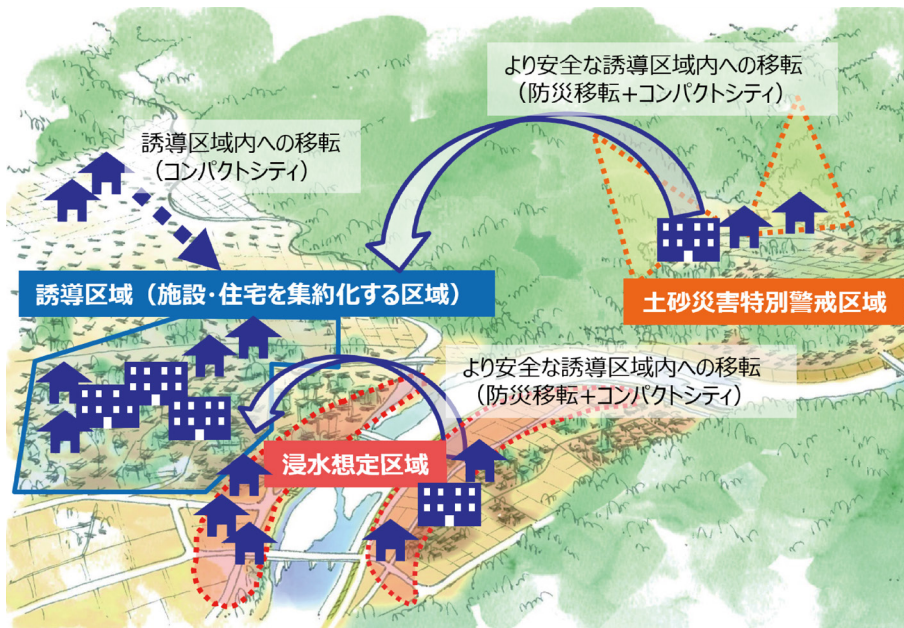 より安全な誘導区域内への移転
(防災移転+コンパクトシティ)
誘導区域内への移転
(コンパクトシティ)
誘導区域(施設・住宅を集約化する区域)
土砂災害特別警戒区域
より安全な誘導区域内への移転
(防災移転+コンパクトシティ)
浸水想定区域